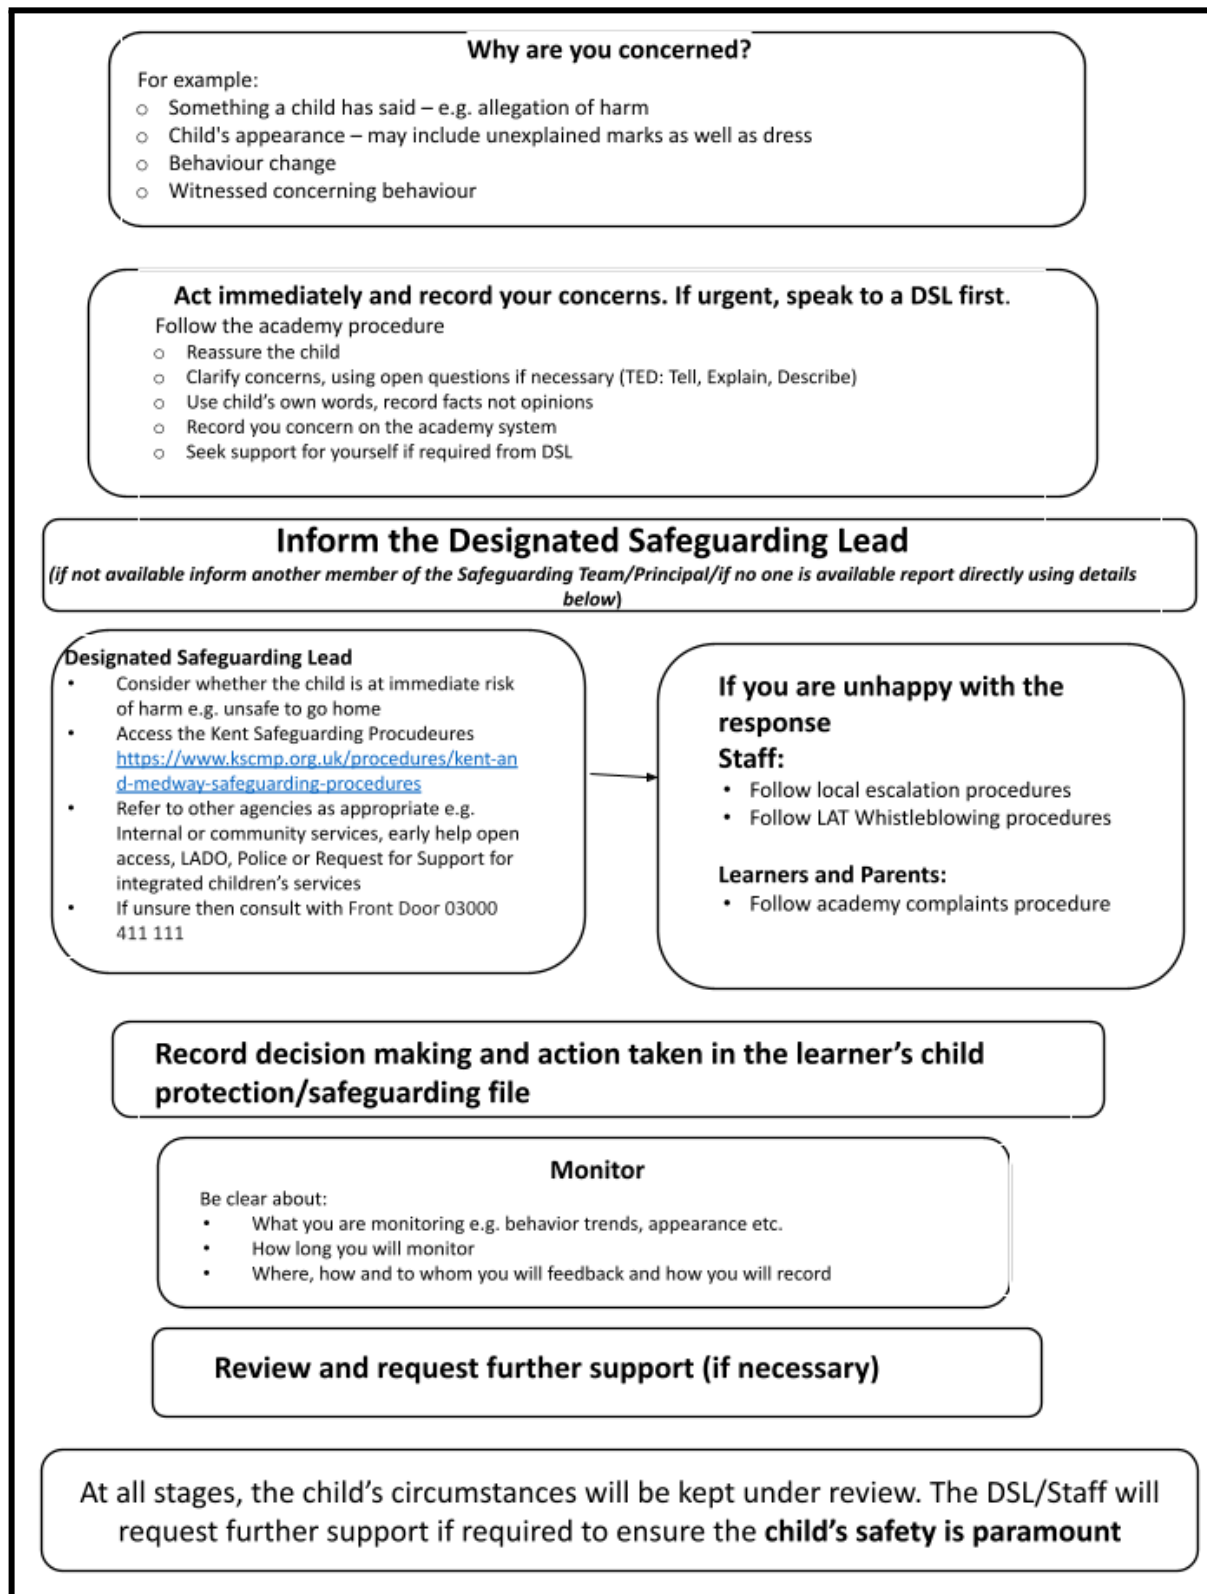 Why are you concerned?
For example:
o Something a child has said – e.g. allegation of harm
o Child's appearance – may include unexplained marks as well as dress
o Behaviour change
o Witnessed concerning behaviour
Act immediately and record your concerns. If urgent, speak to a DSL first.
Follow the academy procedure
o Reassure the child
o Clarify concerns, using open questions if necessary (TED: Tell, Explain, Describe)
o Use child's own words, record facts not opinions
o Record you concern on the academy system
o Seek support for yourself if required from DSL
Inform the Designated Safeguarding Lead
(if not available inform another member of the Safeguarding Team/Principal/if no one is available report directly using details
below)
Designated Safeguarding Lead
• Consider whether the child is at immediate risk
of harm e.g. unsafe to go home
• Access the Kent Safeguarding Procudeures
https://www.kscmp.org.uk/procedures/kent-an
d-medway-safeguarding-procedures
• Refer to other agencies as appropriate e.g.
Internal or community services, early help open
access, LADO, Police or Request for Support for
integrated children's services
• If unsure then consult with Front Door 03000
411 111
If you are unhappy with the
response
Staff:
• Follow local escalation procedures
• Follow LAT Whistleblowing procedures
Learners and Parents:
• Follow academy complaints procedure
Record decision making and action taken in the learner's child
protection/safeguarding file
Monitor
Be clear about:
• What you are monitoring e.g. behavior trends, appearance etc.
• How long you will monitor
• Where, how and to whom you will feedback and how you will record
Review and request further support (if necessary)
At all stages, the child's circumstances will be kept under review. The DSL/Staff will
request further support if required to ensure the child's safety is paramount